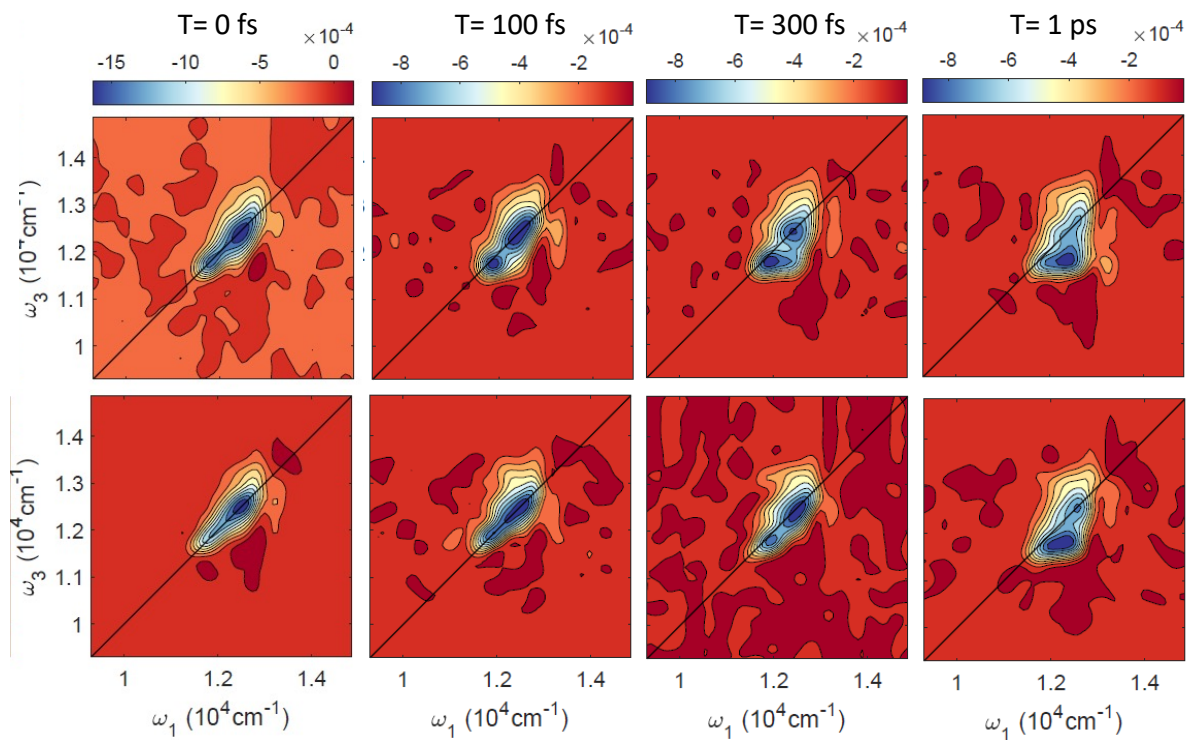 T= 0 fs T= 100 fs T= 300 fs T= 1 ps
×10⁻⁴ ×10⁻⁴ ×10⁻⁴ ×10⁻⁴
-15 -10 -5 0 -8 -6 -4 -2 -8 -6 -4 -2 -8 -6 -4 -2
1.4
1.3
1.2
1.1
1
ω₃
1.4
1.3
1.2
1.1
1
ω₃ (10⁴cm⁻¹)
1 1.2 1.4 1 1.2 1.4 1 1.2 1.4 1 1.2 1.4
ω₁ (10⁴cm⁻¹) ω₁ (10⁴cm⁻¹) ω₁ (10⁴cm⁻¹) ω₁ (10⁴cm⁻¹)